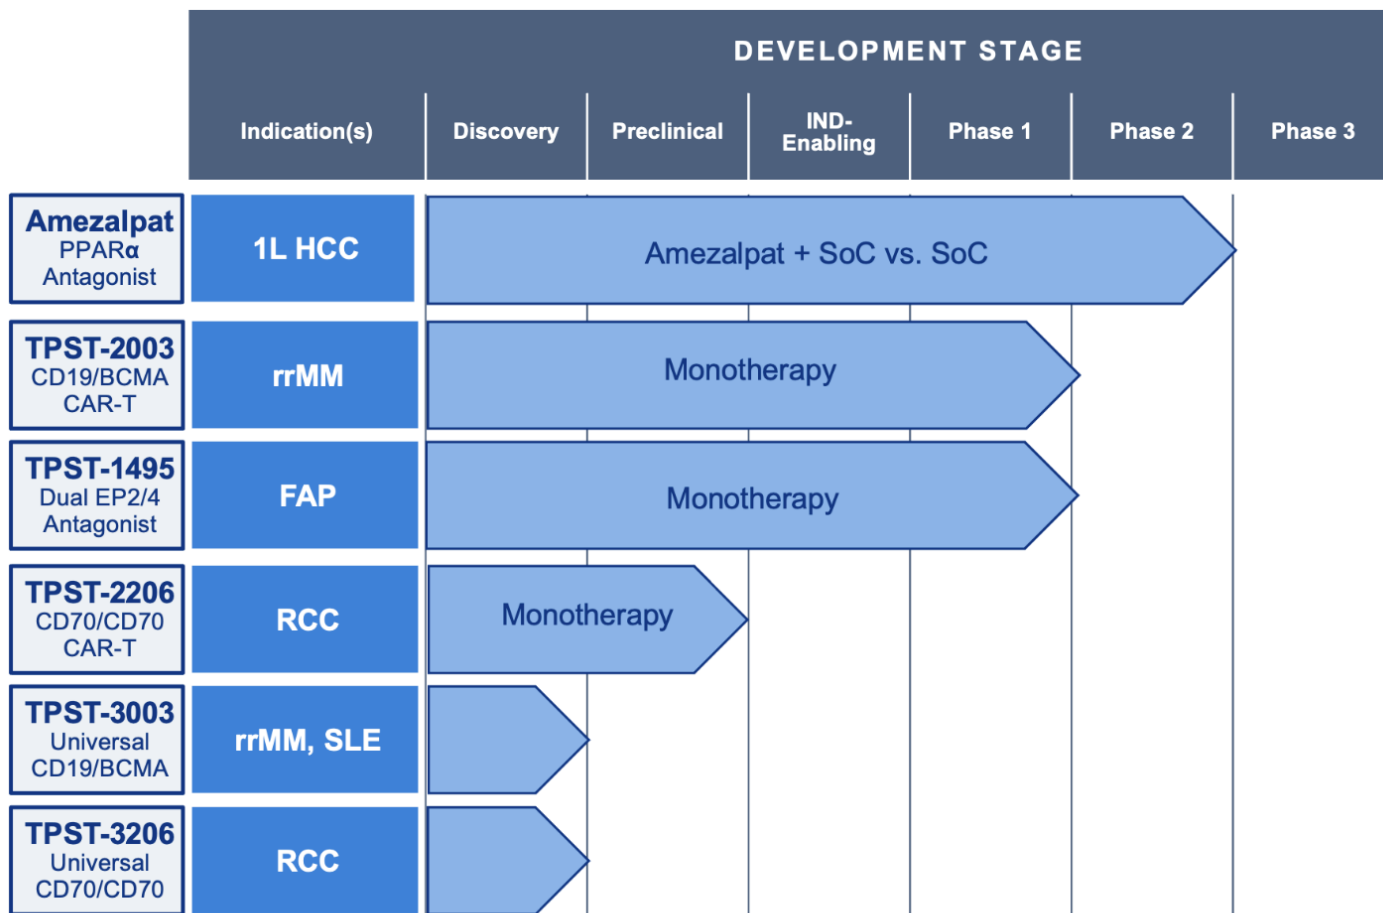 DEVELOPMENT STAGE
Indication(s)
Discovery
Preclinical
IND-
Enabling
Phase 1
Phase 2
Phase 3
Amezalpat
PPARα
Antagonist
1L HCC
Amezalpat + SoC vs. SoC
TPST-2003
CD19/BCMA
CAR-T
rrMM
Monotherapy
TPST-1495
Dual EP2/4
Antagonist
FAP
Monotherapy
TPST-2206
CD70/CD70
CAR-T
RCC
Monotherapy
TPST-3003
Universal
CD19/BCMA
rrMM, SLE
TPST-3206
Universal
CD70/CD70
RCC